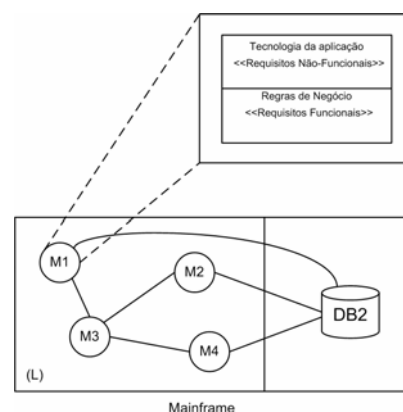 Tecnologia da aplicação
<<Requisitos Não-Funcionais>>
Regras de Negócio
<<Requisitos Funcionais>>
M1
M2
M3
M4
DB2
(L)
Mainframe